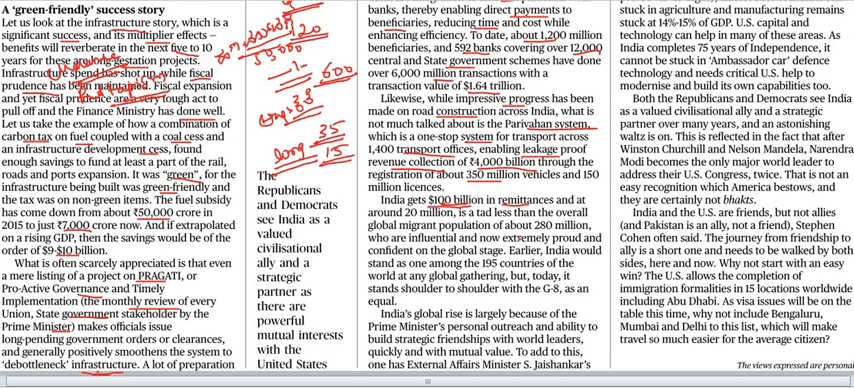 A ‘green-friendly’ success story
Let us look at the infrastructure story, which is a
significant success, and its multiplier effects —
benefits will reverberate in the next five to 10
years for these long-gestation projects.
Infrastructure spend has shot up, while fiscal
prudence has been maintained. Fiscal expansion
and yet fiscal prudence are very tough act to
pull off and the Finance Ministry has done well.
Let us take the example of how a combination of
carbon tax on fuel coupled with a coal cess and
an infrastructure development cess, found
enough savings to fund at least a part of the rail,
roads and ports expansion. It was “green”, for the
infrastructure being built was green-friendly and
the tax was on non-green items. The fuel subsidy
has come down from about ₹50,000 crore in
2015 to just ₹7,000 crore now. And if extrapolated
on a rising GDP, then the savings would be of the
order of $9-$10 billion.
What is often scarcely appreciated is that even
a mere listing of a project on PRAGATI, or
Pro-Active Governance and Timely
Implementation (the monthly review of every
Union, State government stakeholder by the
Prime Minister) makes officials issue
long-pending government orders or clearances,
and generally positively smoothens the system to
‘debottleneck’ infrastructure. A lot of preparation
120
50,000
600
33
35
long
15
The
Republicans
and Democrats
see India as a
valued
civilisational
ally and a
strategic
partner as
there are
powerful
mutual interests
with the
United States
banks, thereby enabling direct payments to
beneficiaries, reducing time and cost while
enhancing efficiency. To date, about 1,200 million
beneficiaries, and 592 banks covering over 12,000
central and State government schemes have done
over 6,000 million transactions with a
transaction value of $1.64 trillion.
Likewise, while impressive progress has been
made on road construction across India, what is
not much talked about is the Parivahan system,
which is a one-stop system for transport across
1,400 transport offices, enabling leakage proof
revenue collection of ₹4,000 billion through the
registration of about 350 million vehicles and 150
million licences.
India gets $100 billion in remittances and at
around 20 million, is a tad less than the overall
global migrant population of about 280 million,
who are influential and now extremely proud and
confident on the global stage. Earlier, India would
stand as one among the 195 countries of the
world at any global gathering, but, today, it
stands shoulder to shoulder with the G-8, as an
equal.
India’s global rise is largely because of the
Prime Minister’s personal outreach and ability to
build strategic friendships with world leaders,
quickly and with mutual value. To add to this,
one has External Affairs Minister S. Jaishankar’s
stuck in agriculture and manufacturing remains
stuck at 14%-15% of GDP. U.S. capital and
technology can help in many of these areas. As
India completes 75 years of Independence, it
cannot be stuck in ‘Ambassador car’ defence
technology and needs critical U.S. help to
modernise and build its own capabilities too.
Both the Republicans and Democrats see India
as a valued civilisational ally and a strategic
partner over many years, and an astonishing
waltz is on. This is reflected in the fact that after
Winston Churchill and Nelson Mandela, Narendra
Modi becomes the only major world leader to
address their U.S. Congress, twice. That is not an
easy recognition which America bestows, and
they are certainly not bhakts.
India and the U.S. are friends, but not allies
(and Pakistan is an ally, not a friend), Stephen
Cohen often said. The journey from friendship to
ally is a short one and needs to be walked by both
sides, here and now. Why not start with an easy
win? The U.S. allows the completion of
immigration formalities in 15 locations worldwide
including Abu Dhabi. As visa issues will be on the
table this time, why not include Bengaluru,
Mumbai and Delhi to this list, which will make
travel so much easier for the average citizen?
The views expressed are personal